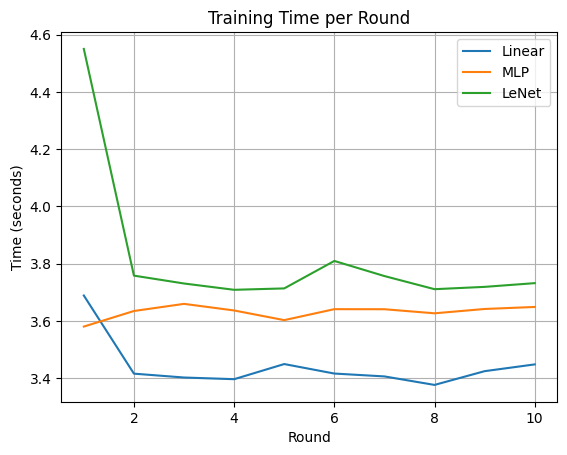 Training Time per Round
Linear
MLP
LeNet
4.6
4.4
4.2
4.0
3.8
3.6
3.4
Time (seconds)
2
4
6
8
10
Round